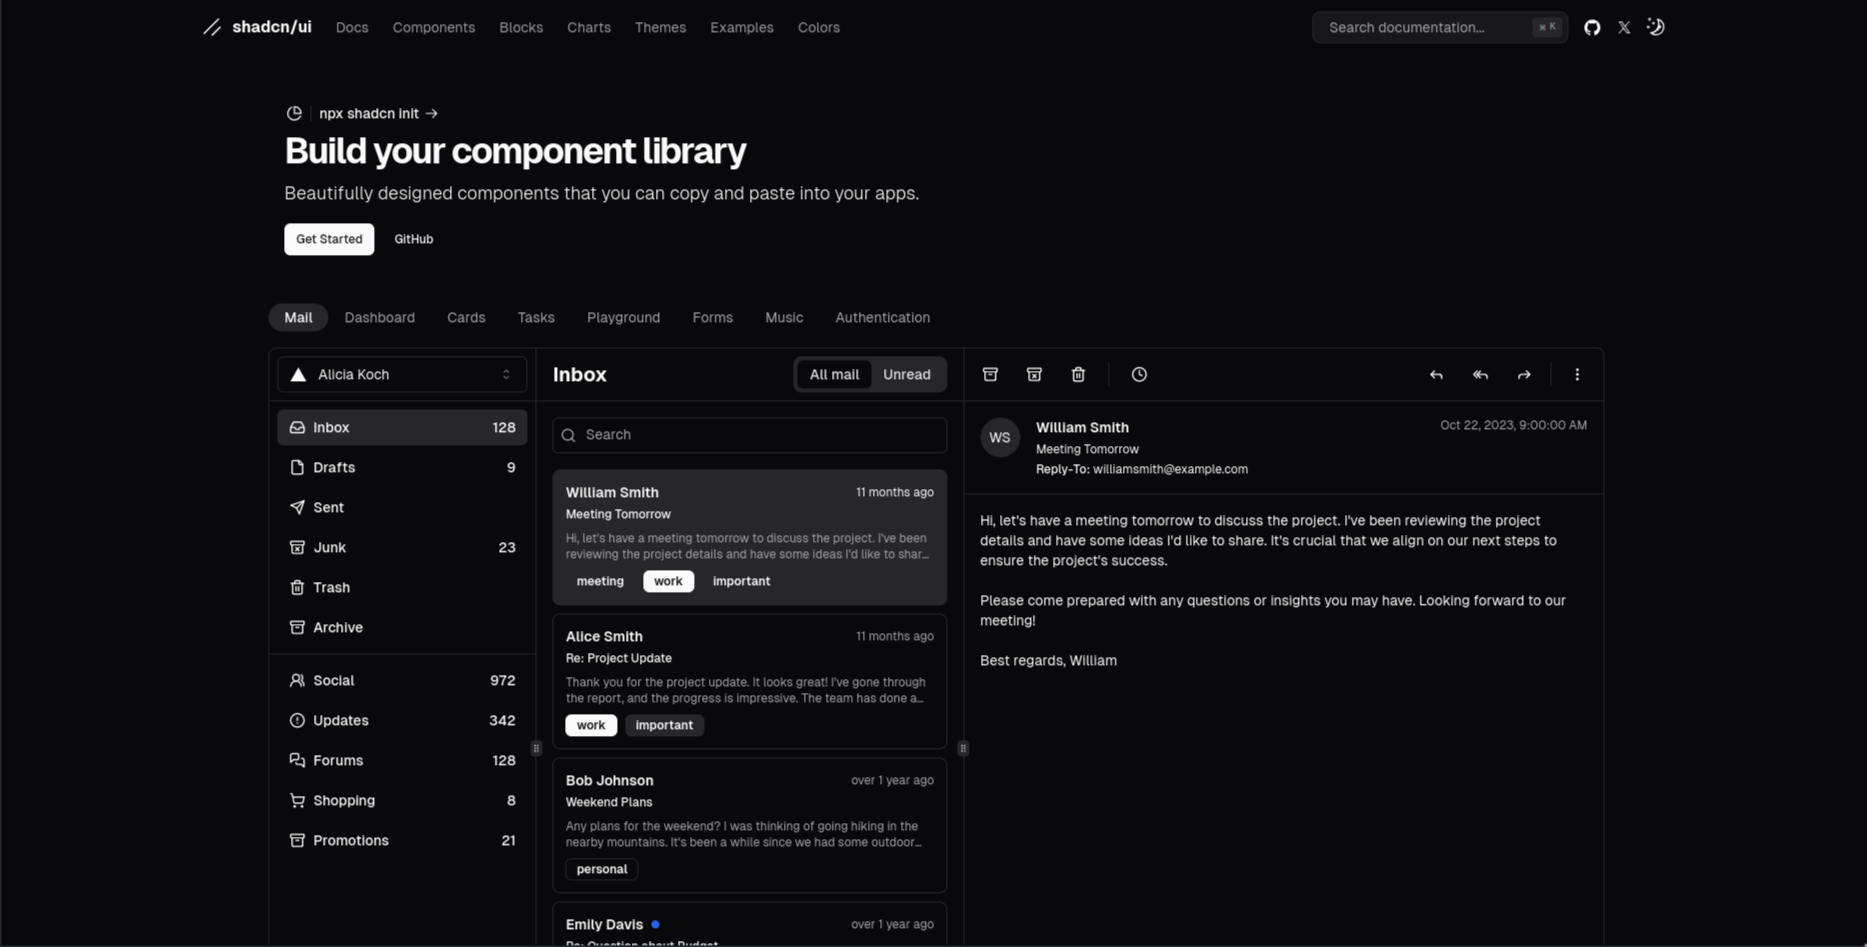 shadcn/ui Docs Components Blocks Charts Themes Examples Colors
Search documentation... ⌘ K
npx shadcn init →
Build your component library
Beautifully designed components that you can copy and paste into your apps.
Get Started GitHub
Mail Dashboard Cards Tasks Playground Forms Music Authentication
Alicia Koch
Inbox 128
Drafts 9
Sent
Junk 23
Trash
Archive
Social 972
Updates 342
Forums 128
Shopping 8
Promotions 21
Inbox
All mail Unread
Search
William Smith 11 months ago
Meeting Tomorrow
Hi, let's have a meeting tomorrow to discuss the project. I've been
reviewing the project details and have some ideas I'd like to shar...
meeting work important
Alice Smith 11 months ago
Re: Project Update
Thank you for the project update. It looks great! I've gone through
the report, and the progress is impressive. The team has done a...
work important
Bob Johnson over 1 year ago
Weekend Plans
Any plans for the weekend? I was thinking of going hiking in the
nearby mountains. It's been a while since we had some outdoor...
personal
Emily Davis over 1 year ago
Re: Question about Budget
WS
William Smith Oct 22, 2023, 9:00:00 AM
Meeting Tomorrow
Reply-To: williamsmith@example.com
Hi, let's have a meeting tomorrow to discuss the project. I've been reviewing the project
details and have some ideas I'd like to share. It's crucial that we align on our next steps to
ensure the project's success.
Please come prepared with any questions or insights you may have. Looking forward to our
meeting!
Best regards, William